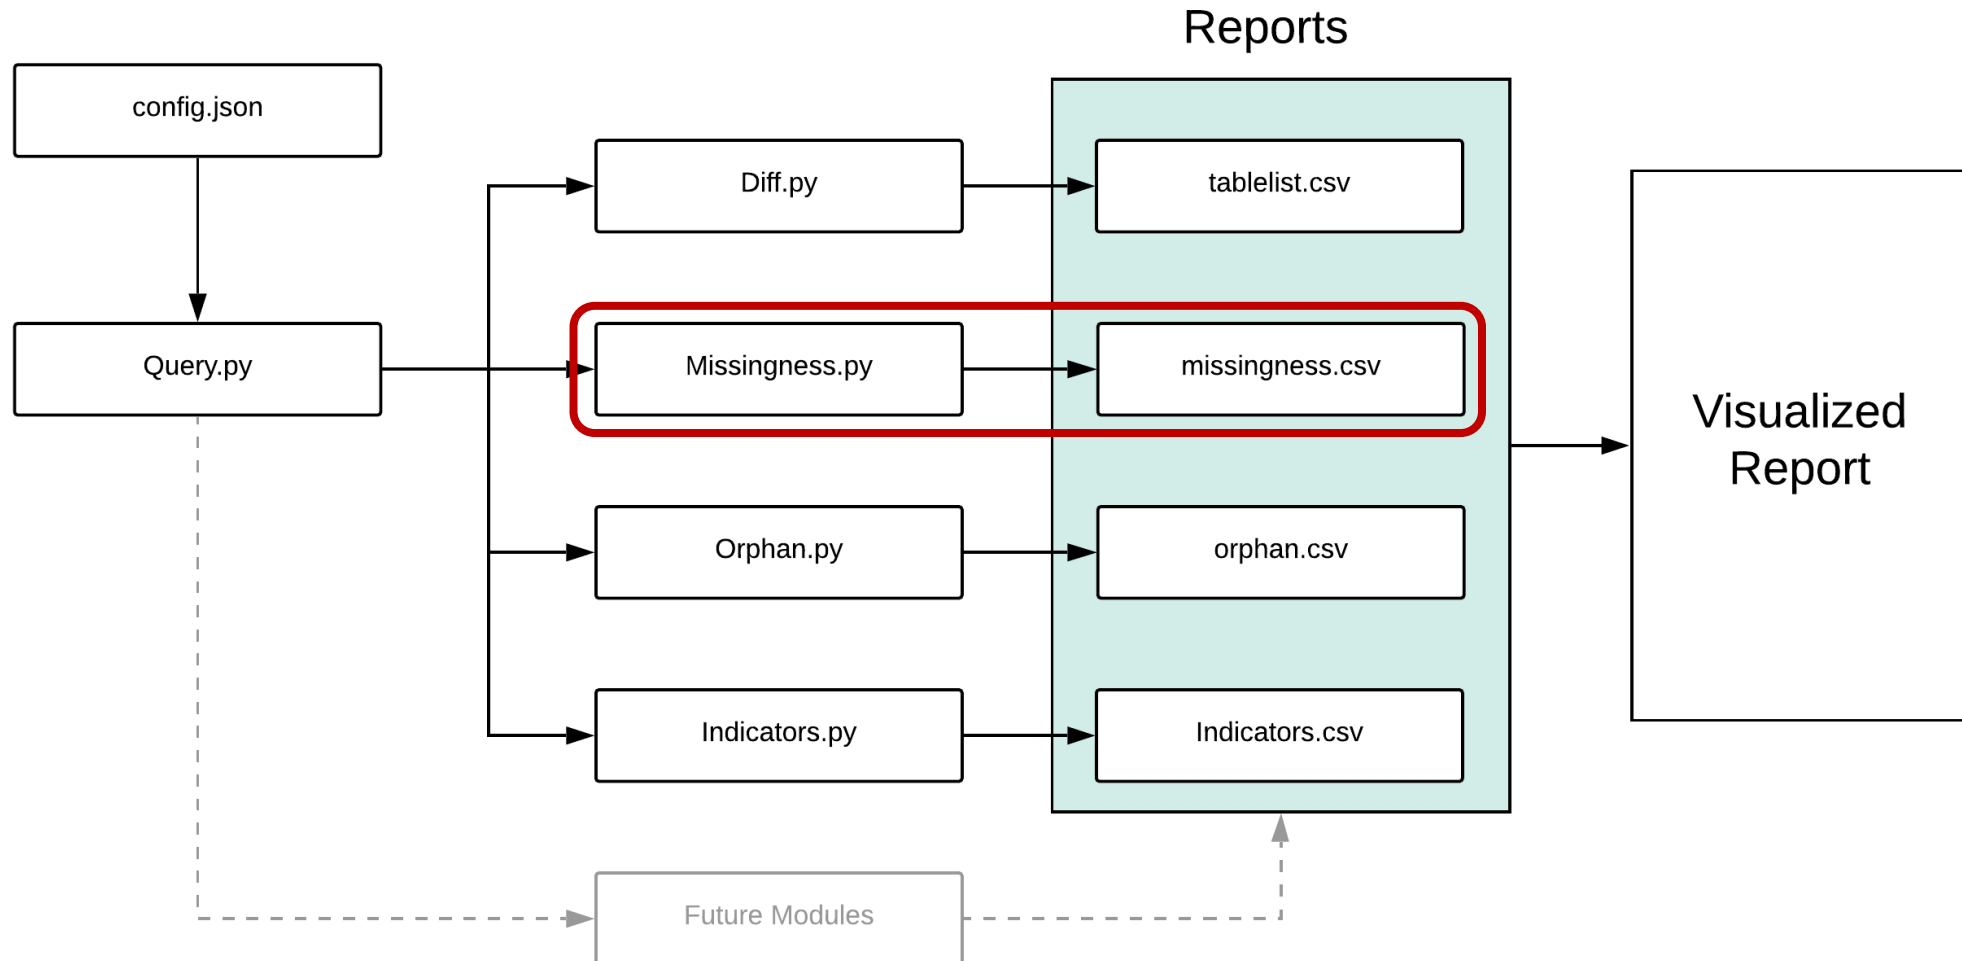 Reports
config.json
Diff.py
tablelist.csv
Query.py
Missingness.py
missingness.csv
Visualized
Report
Orphan.py
orphan.csv
Indicators.py
Indicators.csv
Future Modules